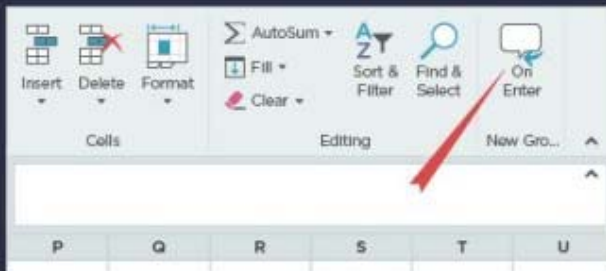 Insert
Delete
Format
Cells
AutoSum
Fill
Clear
Sort &
Filter
Find &
Select
Editing
On
Enter
New Gro...
P Q R S T U